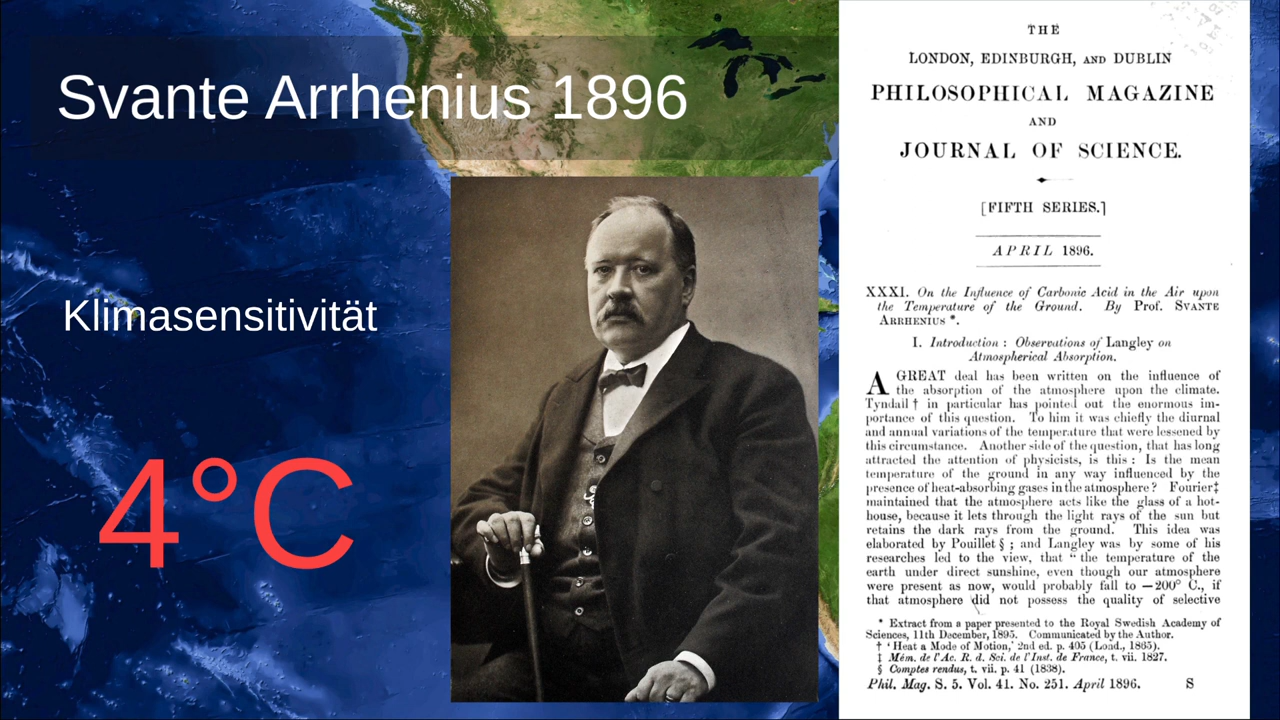 Svante Arrhenius 1896
Klimasensitivität
4°C
THE
LONDON, EDINBURGH, AND DUBLIN
PHILOSOPHICAL MAGAZINE
AND
JOURNAL OF SCIENCE.
[FIFTH SERIES.]
APRIL 1896.
XXXI. On the Influence of Carbonic Acid in the Air upon
the Temperature of the Ground. By Prof. SVANTE
ARRHENIUS *.
I. Introduction : Observations of Langley on
Atmospherical Absorption.
A GREAT deal has been written on the influence of
the absorption of the atmosphere upon the climate.
Tyndall † in particular has pointed out the enormous im-
portance of this question. To him it was chiefly the diurnal
and annual variations of the temperature that were lessened by
this circumstance. Another side of the question, that has long
attracted the attention of physicists, is this : Is the mean
temperature of the ground in any way influenced by the
presence of heat-absorbing gases in the atmosphere ? Fourier‡
maintained that the atmosphere acts like the glass of a hot-
house, because it lets through the light rays of the sun but
retains the dark rays from the ground. This idea was
elaborated by Pouillet § ; and Langley was by some of his
researches led to the view, that “ the temperature of the
earth under direct sunshine, even though our atmosphere
were present as now, would probably fall to −200° C., if
that atmosphere did not possess the quality of selective
* Extract from a paper presented to the Royal Swedish Academy of
Sciences, 11th December, 1895. Communicated by the Author.
† ‘ Heat a Mode of Motion,’ 2nd ed. p. 405 (Lond., 1865).
‡ Mém. de l’Ac. R. d. Sci. de l’Inst. de France, t. vii. 1827.
§ Comptes rendus, t. vii. p. 41 (1838).
Phil. Mag. S. 5. Vol. 41. No. 251. April 1896. S